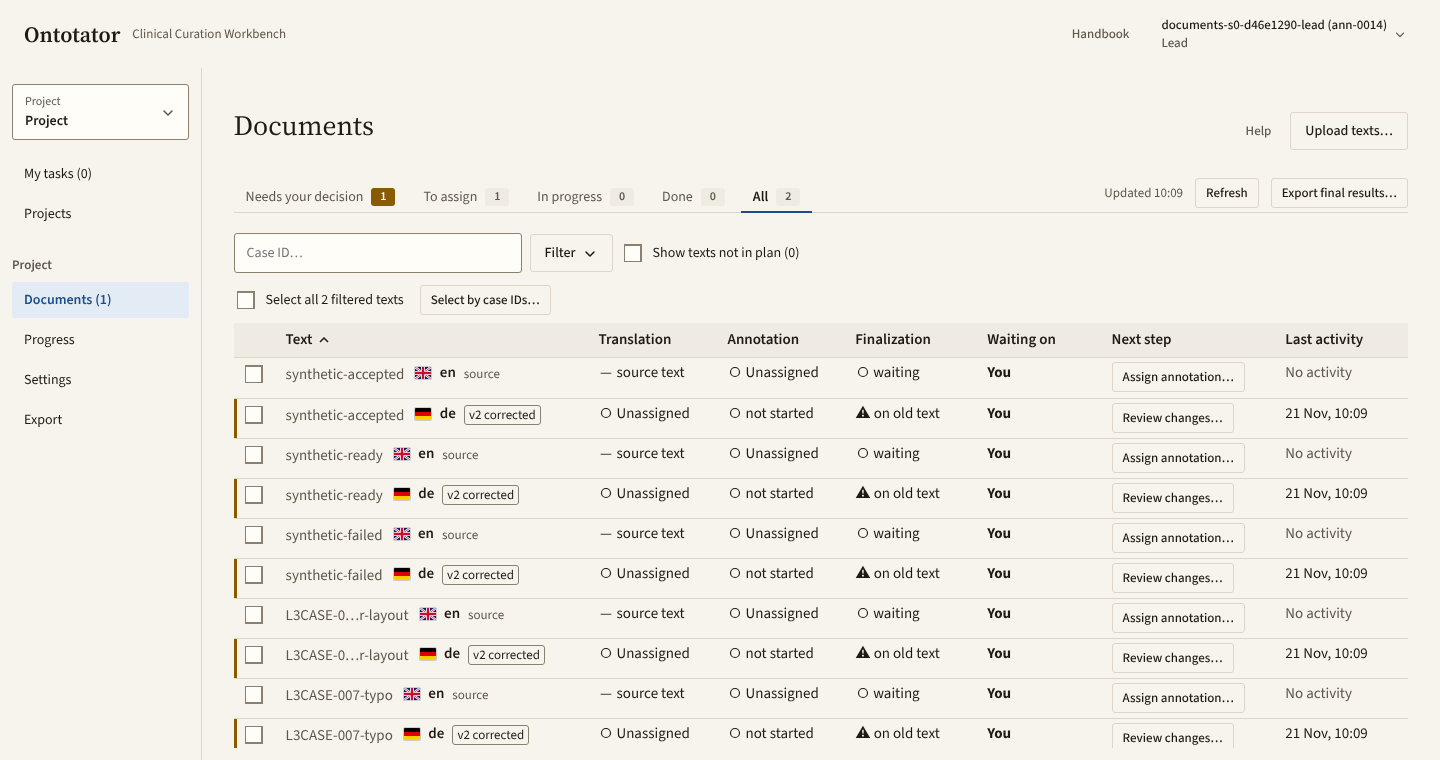 Ontotator Clinical Curation Workbench Handbook documents-s0-d46e1290-lead (ann-0014)
Lead
Project
Project
My tasks (0)
Projects
Project
Documents (1)
Progress
Settings
Export
Documents
Help Upload texts…
Needs your decision 1 To assign 1 In progress 0 Done 0 All 2 Updated 10:09 Refresh Export final results…
Case ID… Filter Show texts not in plan (0)
Select all 2 filtered texts Select by case IDs…
Text Translation Annotation Finalization Waiting on Next step Last activity
synthetic-accepted en source — source text Unassigned waiting You Assign annotation… No activity
synthetic-accepted de v2 corrected Unassigned not started on old text You Review changes… 21 Nov, 10:09
synthetic-ready en source — source text Unassigned waiting You Assign annotation… No activity
synthetic-ready de v2 corrected Unassigned not started on old text You Review changes… 21 Nov, 10:09
synthetic-failed en source — source text Unassigned waiting You Assign annotation… No activity
synthetic-failed de v2 corrected Unassigned not started on old text You Review changes… 21 Nov, 10:09
L3CASE-0…r-layout en source — source text Unassigned waiting You Assign annotation… No activity
L3CASE-0…r-layout de v2 corrected Unassigned not started on old text You Review changes… 21 Nov, 10:09
L3CASE-007-typo en source — source text Unassigned waiting You Assign annotation… No activity
L3CASE-007-typo de v2 corrected Unassigned not started on old text You Review changes… 21 Nov, 10:09